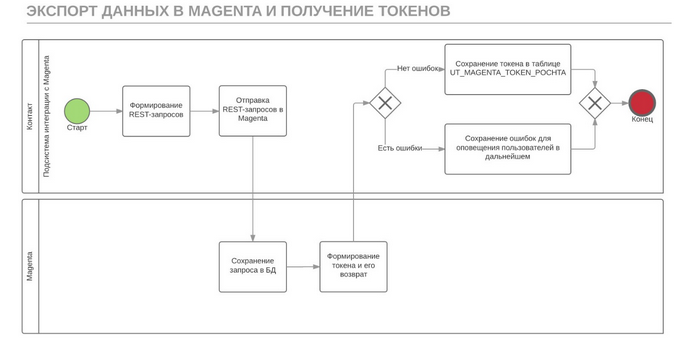 ЭКСПОРТ ДАННЫХ В MAGENTA И ПОЛУЧЕНИЕ ТОКЕНОВ
Контакт
Подсистема интеграции с Magenta
Старт
Формирование
REST-запросов
Отправка
REST-запросов в
Magenta
Нет ошибок
Сохранение токена в таблице
UT_MAGENTA_TOKEN_POCHTA
Есть ошибки
Сохранение ошибок для
оповещения пользователей в
дальнейшем
Конец
Magenta
Сохранение
запроса в БД
Формирование
токена и его
возврат